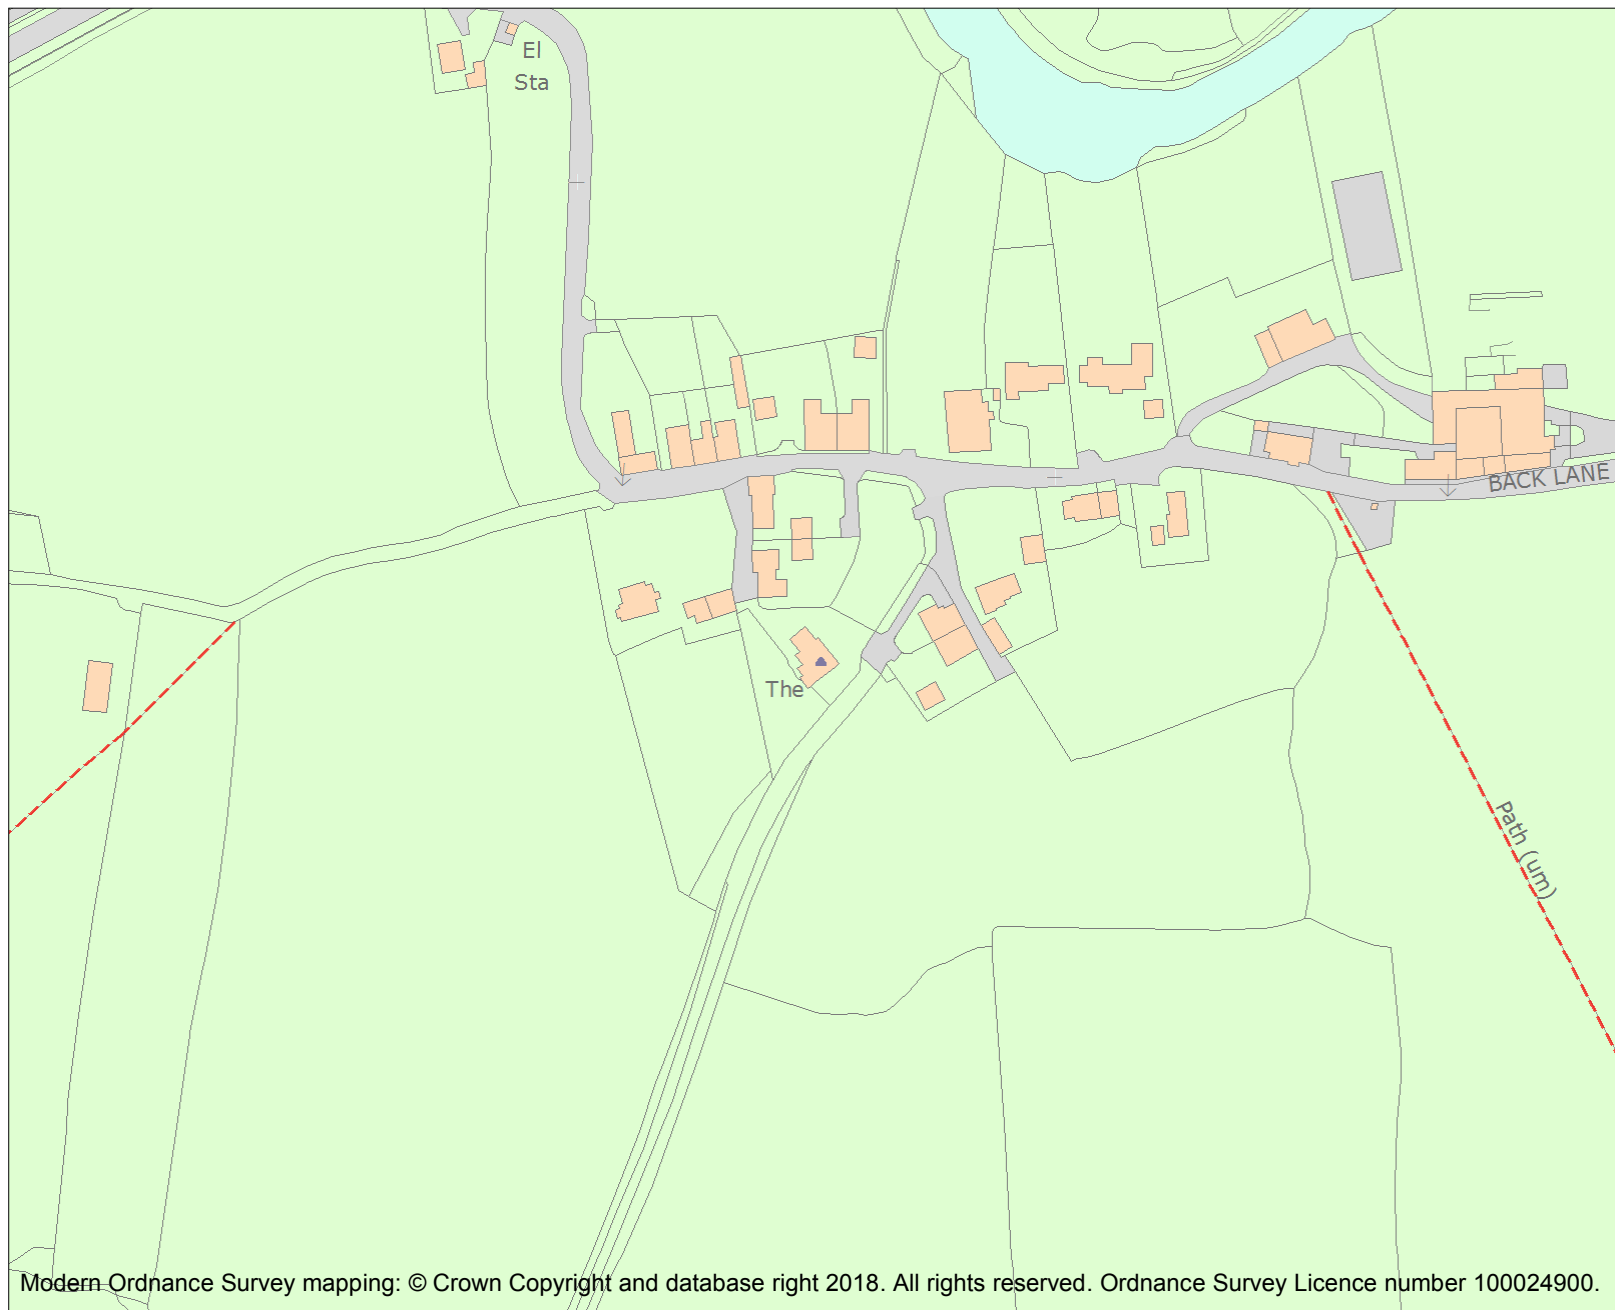 El
Sta
BACK LANE
The
Path (um)
Modern Ordnance Survey mapping: © Crown Copyright and database right 2018. All rights reserved. Ordnance Survey Licence number 100024900.